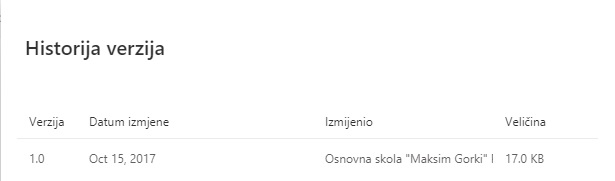 Historija verzija
Verzija Datum izmjene Izmijenio Veličina
1.0 Oct 15, 2017 Osnovna skola "Maksim Gorki" 17.0 KB